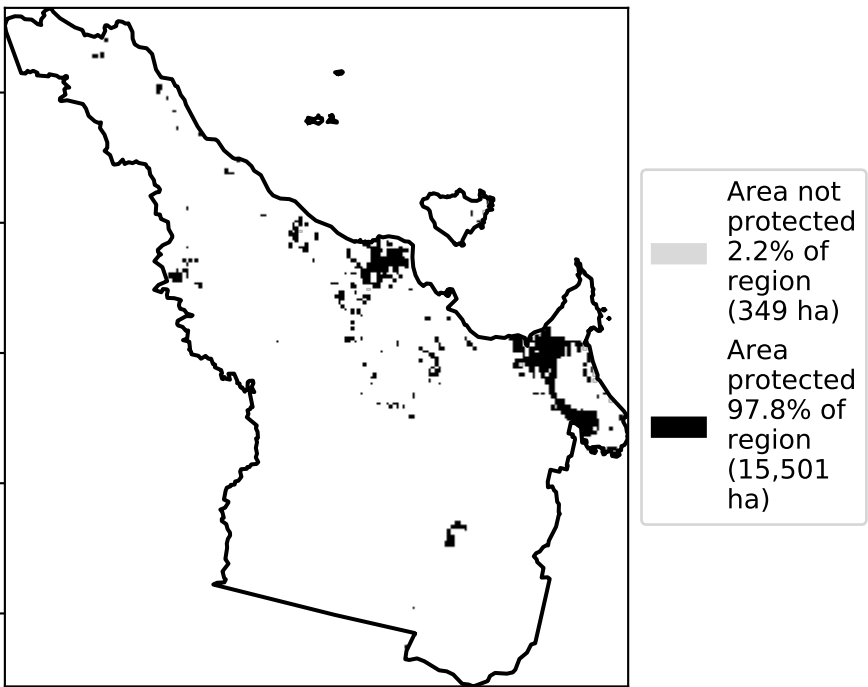 Area not
protected
2.2% of
region
(349 ha)
Area
protected
97.8% of
region
(15,501
ha)